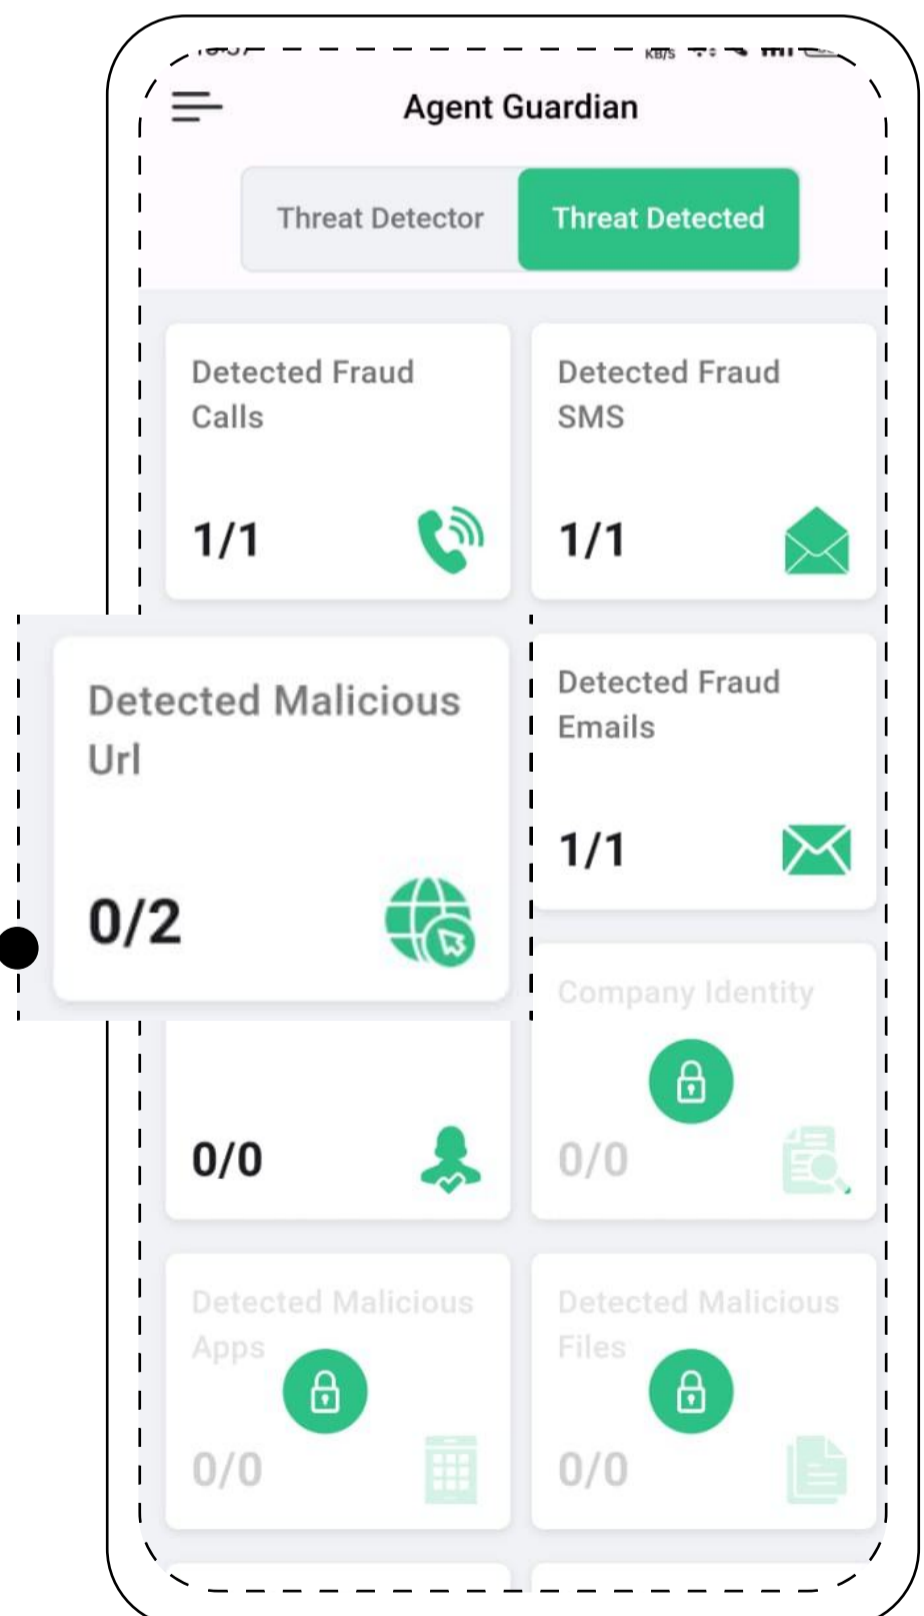 KB/S
Agent Guardian
Threat Detector
Threat Detected
Detected Fraud
Calls
1/1
Detected Fraud
SMS
1/1
Detected Malicious
Url
0/2
Detected Fraud
Emails
1/1
0/0
Company Identity
0/0
Detected Malicious
Apps
0/0
Detected Malicious
Files
0/0